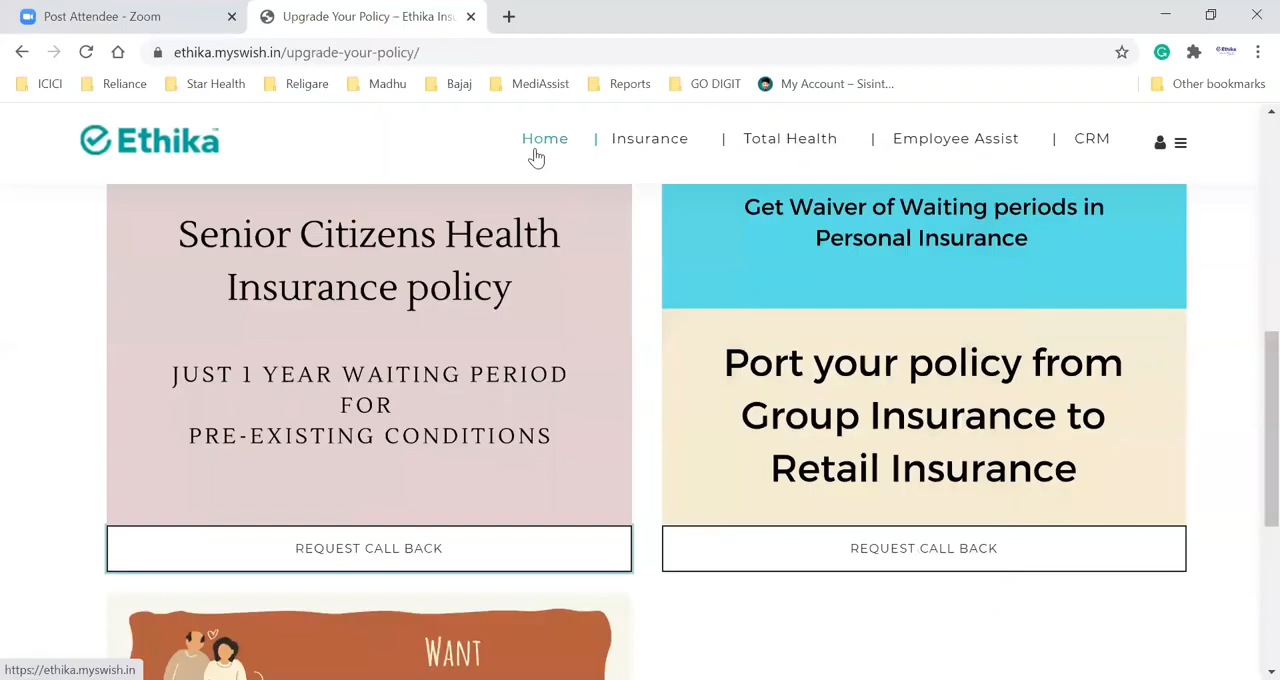 Post Attendee - Zoom
Upgrade Your Policy – Ethika Insu
ethika.myswish.in/upgrade-your-policy/
ICICI
Reliance
Star Health
Religare
Madhu
Bajaj
MediAssist
Reports
GO DIGIT
My Account – Sisint...
Other bookmarks
Ethika
Home | Insurance | Total Health | Employee Assist | CRM
Senior Citizens Health
Insurance policy
JUST 1 YEAR WAITING PERIOD
FOR
PRE-EXISTING CONDITIONS
REQUEST CALL BACK
Get Waiver of Waiting periods in
Personal Insurance
Port your policy from
Group Insurance to
Retail Insurance
REQUEST CALL BACK
WANT
https://ethika.myswish.in